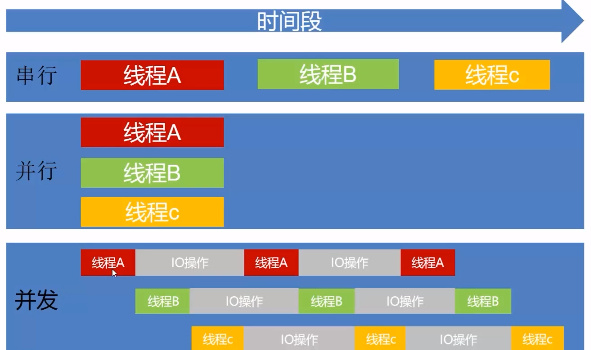 时间段
串行 线程A 线程B 线程c
线程A
并行 线程B
线程c
线程A IO操作 线程A IO操作 线程A
并发 线程B IO操作 线程B IO操作 线程B
线程c IO操作 线程c IO操作 线程c